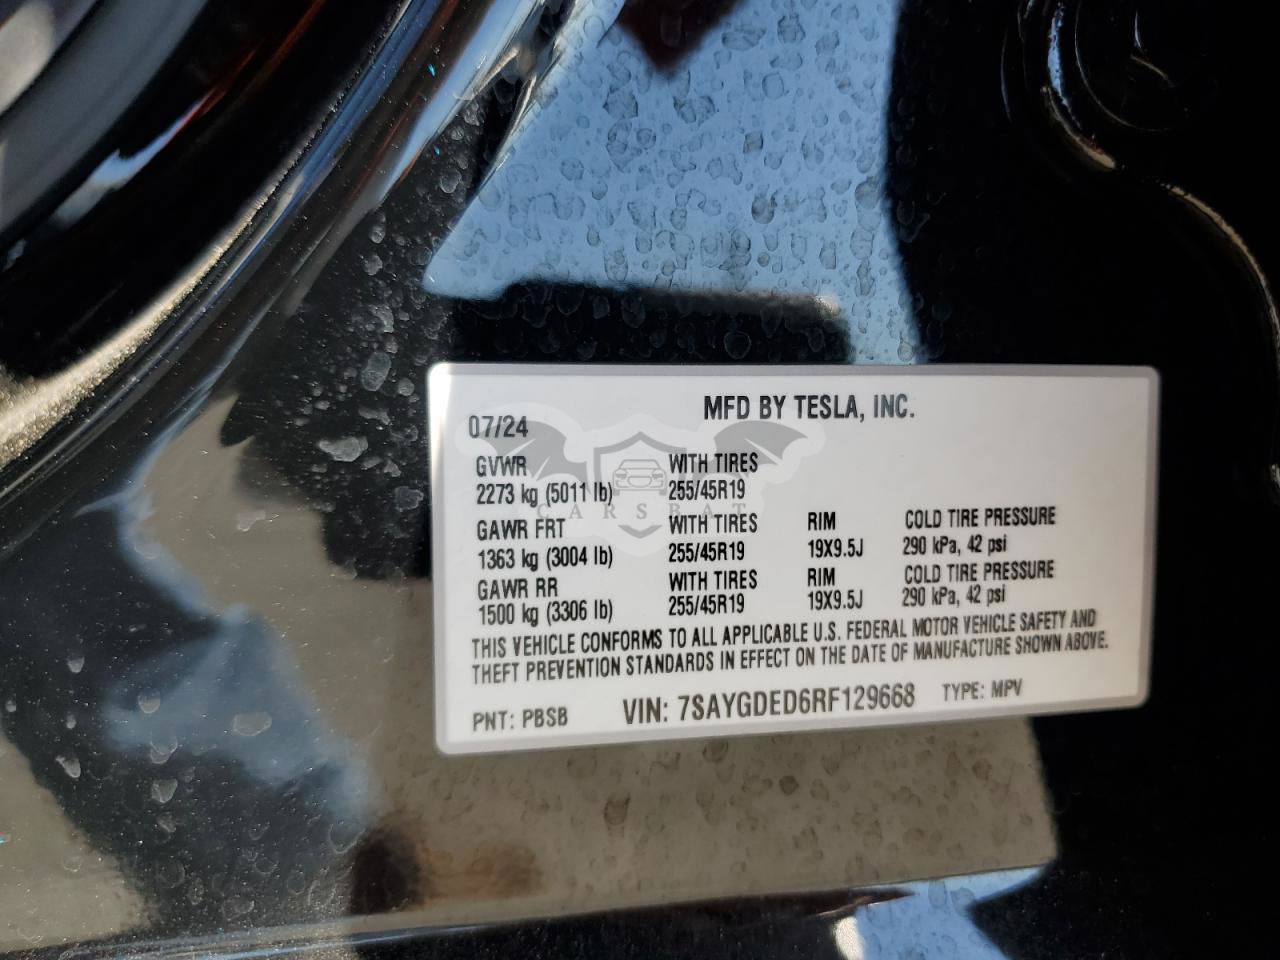 MFD BY TESLA, INC.
07/24
GVWR WITH TIRES
2273 kg (5011 lb) 255/45R19
GAWR FRT WITH TIRES RIM COLD TIRE PRESSURE
1363 kg (3004 lb) 255/45R19 19X9.5J 290 kPa, 42 psi
GAWR RR WITH TIRES RIM COLD TIRE PRESSURE
1500 kg (3306 lb) 255/45R19 19X9.5J 290 kPa, 42 psi
THIS VEHICLE CONFORMS TO ALL APPLICABLE U.S. FEDERAL MOTOR VEHICLE SAFETY AND
THEFT PREVENTION STANDARDS IN EFFECT ON THE DATE OF MANUFACTURE SHOWN ABOVE.
PNT: PBSB VIN: 7SAYGDED6RF129668 TYPE: MPV
CARSBAT